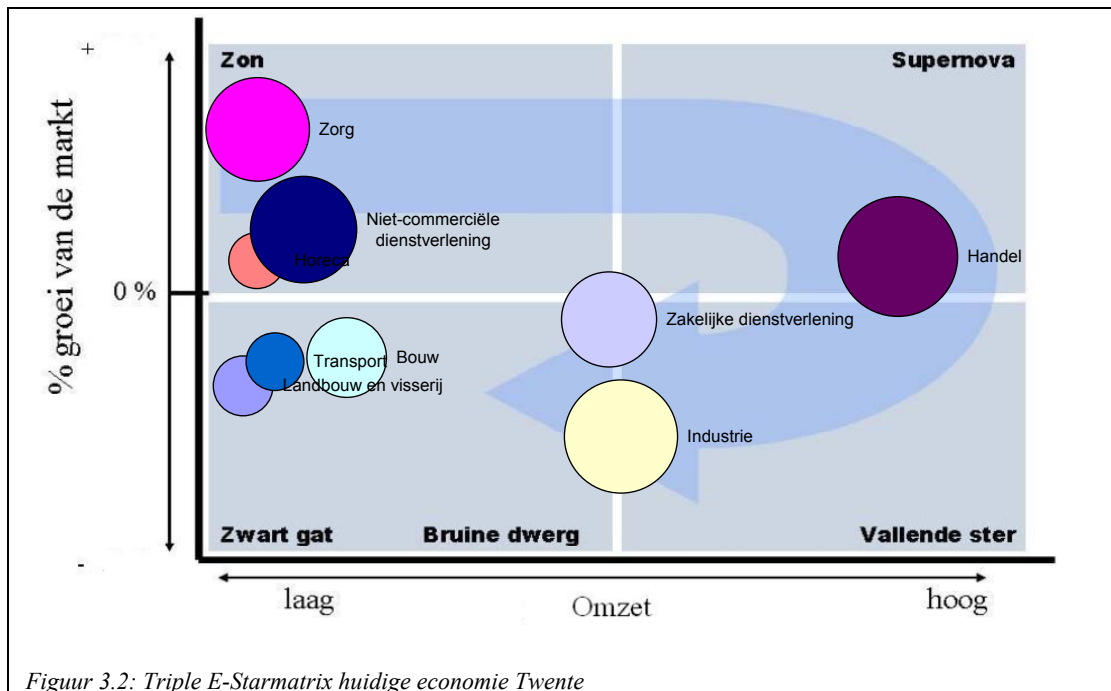 +
Zon
Supernova
Zorg
Niet-commerciële
dienstverlening
Horeca
Handel
% groei van de markt
0 %
Zakelijke dienstverlening
Transport
Bouw
Landbouw en visserij
Industrie
Zwart gat
Bruine dwerg
Vallende ster
-
laag
Omzet
hoog
Figuur 3.2: Triple E-Starmatrix huidige economie Twente